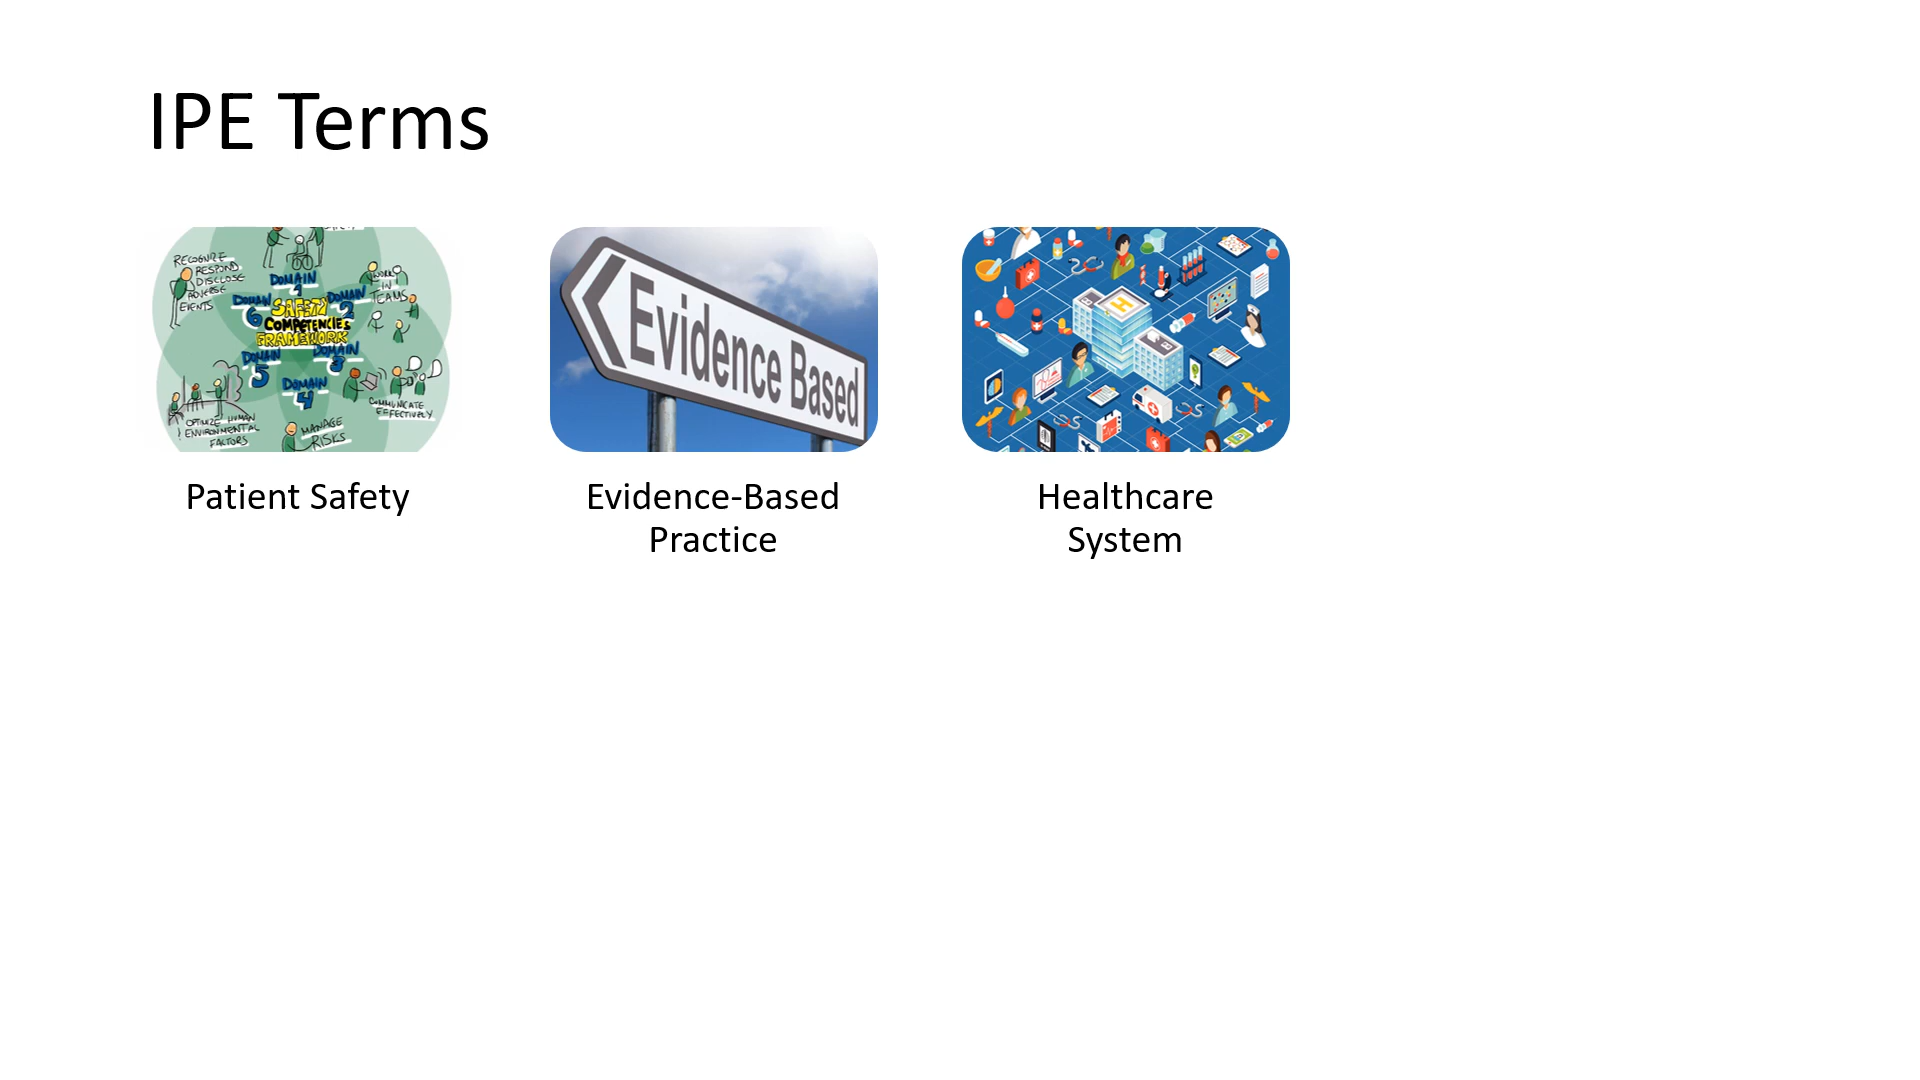 IPE Terms
RECOGNIZE
RESPOND
DISCLOSE
ADVERSE
EVENTS
DOMAIN
1
DOMAIN
6
DOMAIN
2
WORK
IN
TEAMS
SAFETY
COMPETENCIES
FRAMEWORK
DOMAIN
5
DOMAIN
3
DOMAIN
4
COMMUNICATE
EFFECTIVELY
OPTIMIZE HUMAN
/ ENVIRONMENTAL
FACTORS
MANAGE
RISKS
Evidence Based
H
Patient Safety
Evidence-Based
Practice
Healthcare
System